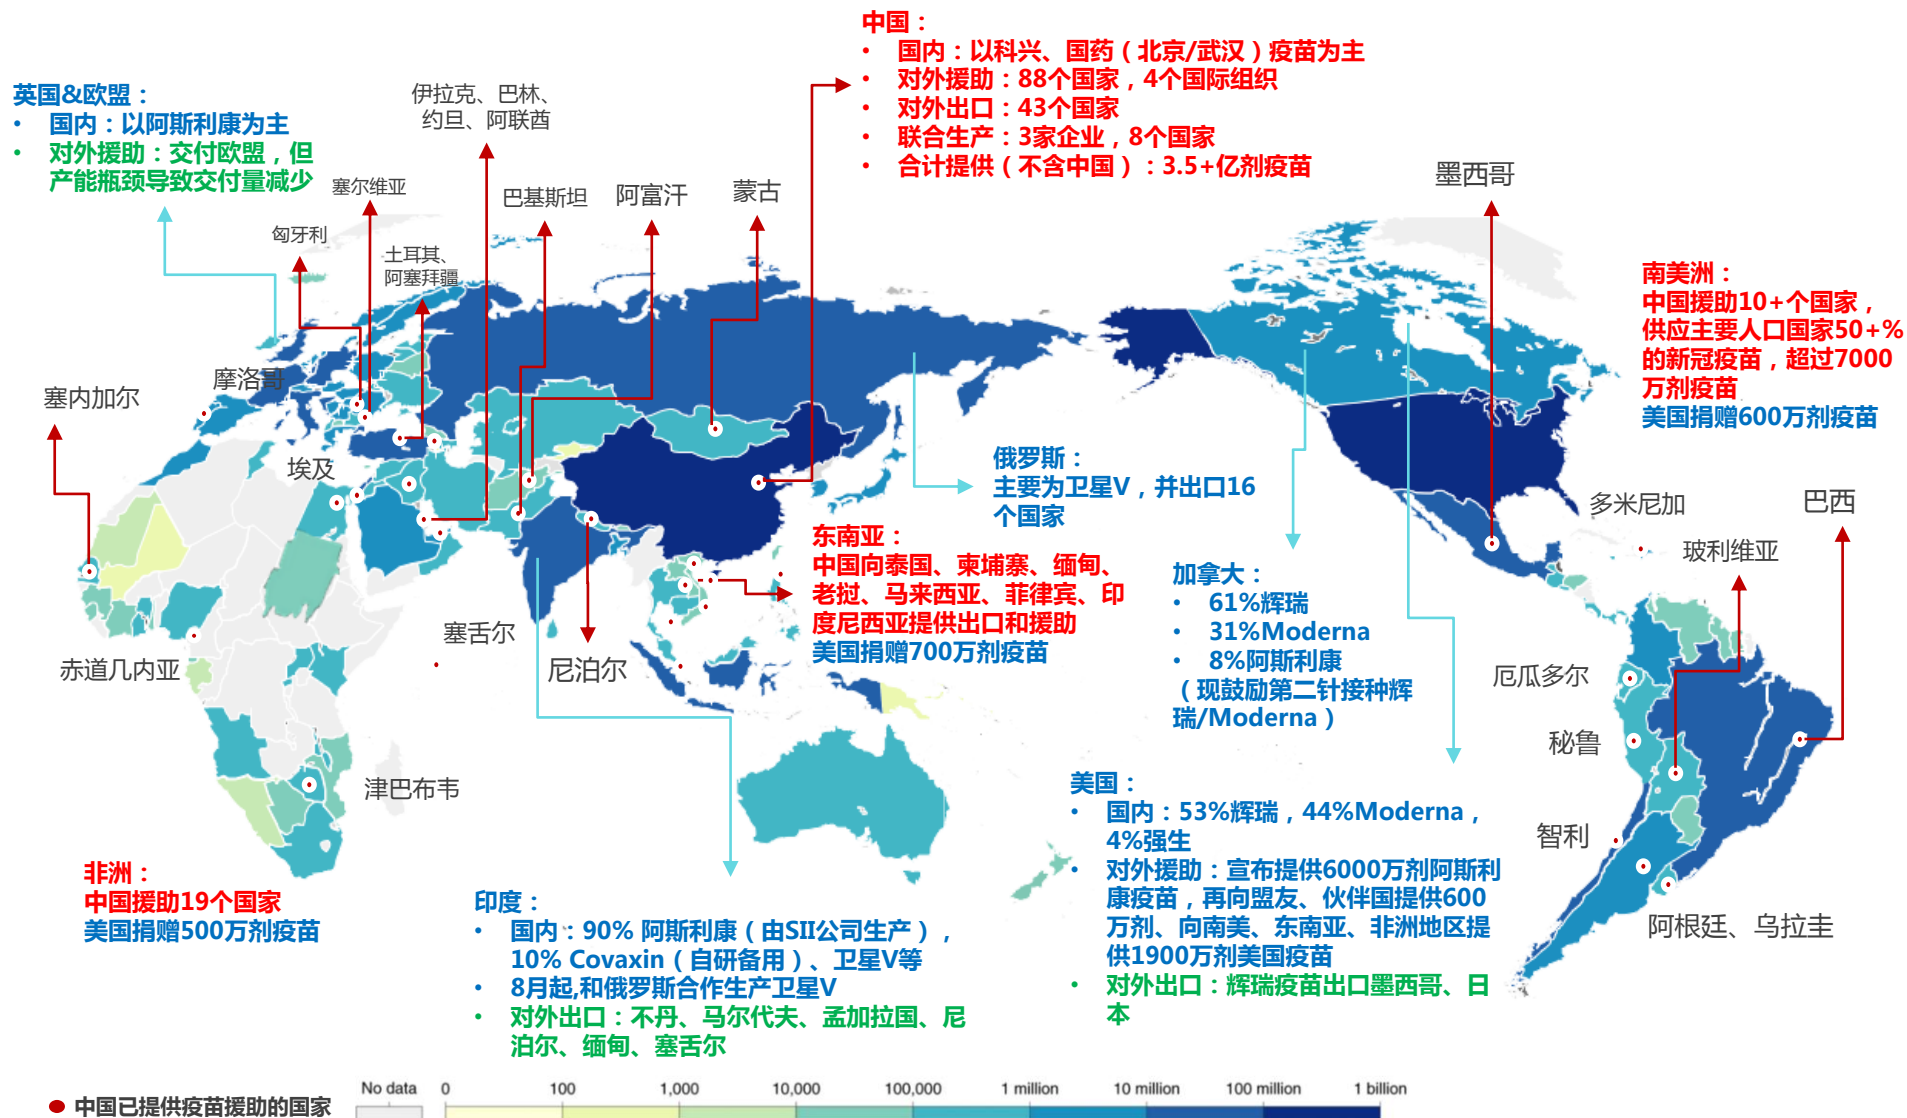 中国：
• 国内：以科兴、国药（北京/武汉）疫苗为主
• 对外援助：88个国家，4个国际组织
• 对外出口：43个国家
• 联合生产：3家企业，8个国家
• 合计提供（不含中国）：3.5+亿剂疫苗
英国&欧盟：
• 国内：以阿斯利康为主
• 对外援助：交付欧盟，但
产能瓶颈导致交付量减少
伊拉克、巴林、
约旦、阿联酋
塞尔维亚
巴基斯坦
阿富汗
蒙古
墨西哥
匈牙利
土耳其、
阿塞拜疆
南美洲：
中国援助10+个国家，
供应主要人口国家50+%
的新冠疫苗，超过7000
万剂疫苗
美国捐赠600万剂疫苗
摩洛哥
塞内加尔
埃及
俄罗斯：
主要为卫星V，并出口16
个国家
多米尼加
巴西
玻利维亚
东南亚：
中国向泰国、柬埔寨、缅甸、
老挝、马来西亚、菲律宾、印
度尼西亚提供出口和援助
美国捐赠700万剂疫苗
加拿大：
• 61%辉瑞
• 31%Moderna
• 8%阿斯利康
（现鼓励第二针接种辉
瑞/Moderna）
塞舌尔
尼泊尔
赤道几内亚
厄瓜多尔
秘鲁
津巴布韦
智利
阿根廷、乌拉圭
美国：
• 国内：53%辉瑞，44%Moderna，
4%强生
• 对外援助：宣布提供6000万剂阿斯利
康疫苗，再向盟友、伙伴国提供600
万剂、向南美、东南亚、非洲地区提
供1900万剂美国疫苗
• 对外出口：辉瑞疫苗出口墨西哥、日
本
非洲：
中国援助19个国家
美国捐赠500万剂疫苗
印度：
• 国内：90% 阿斯利康（由SII公司生产），
10% Covaxin（自研备用）、卫星V等
• 8月起,和俄罗斯合作生产卫星V
• 对外出口：不丹、马尔代夫、孟加拉国、尼
泊尔、缅甸、塞舌尔
中国已提供疫苗援助的国家
No data 0 100 1,000 10,000 100,000 1 million 10 million 100 million 1 billion